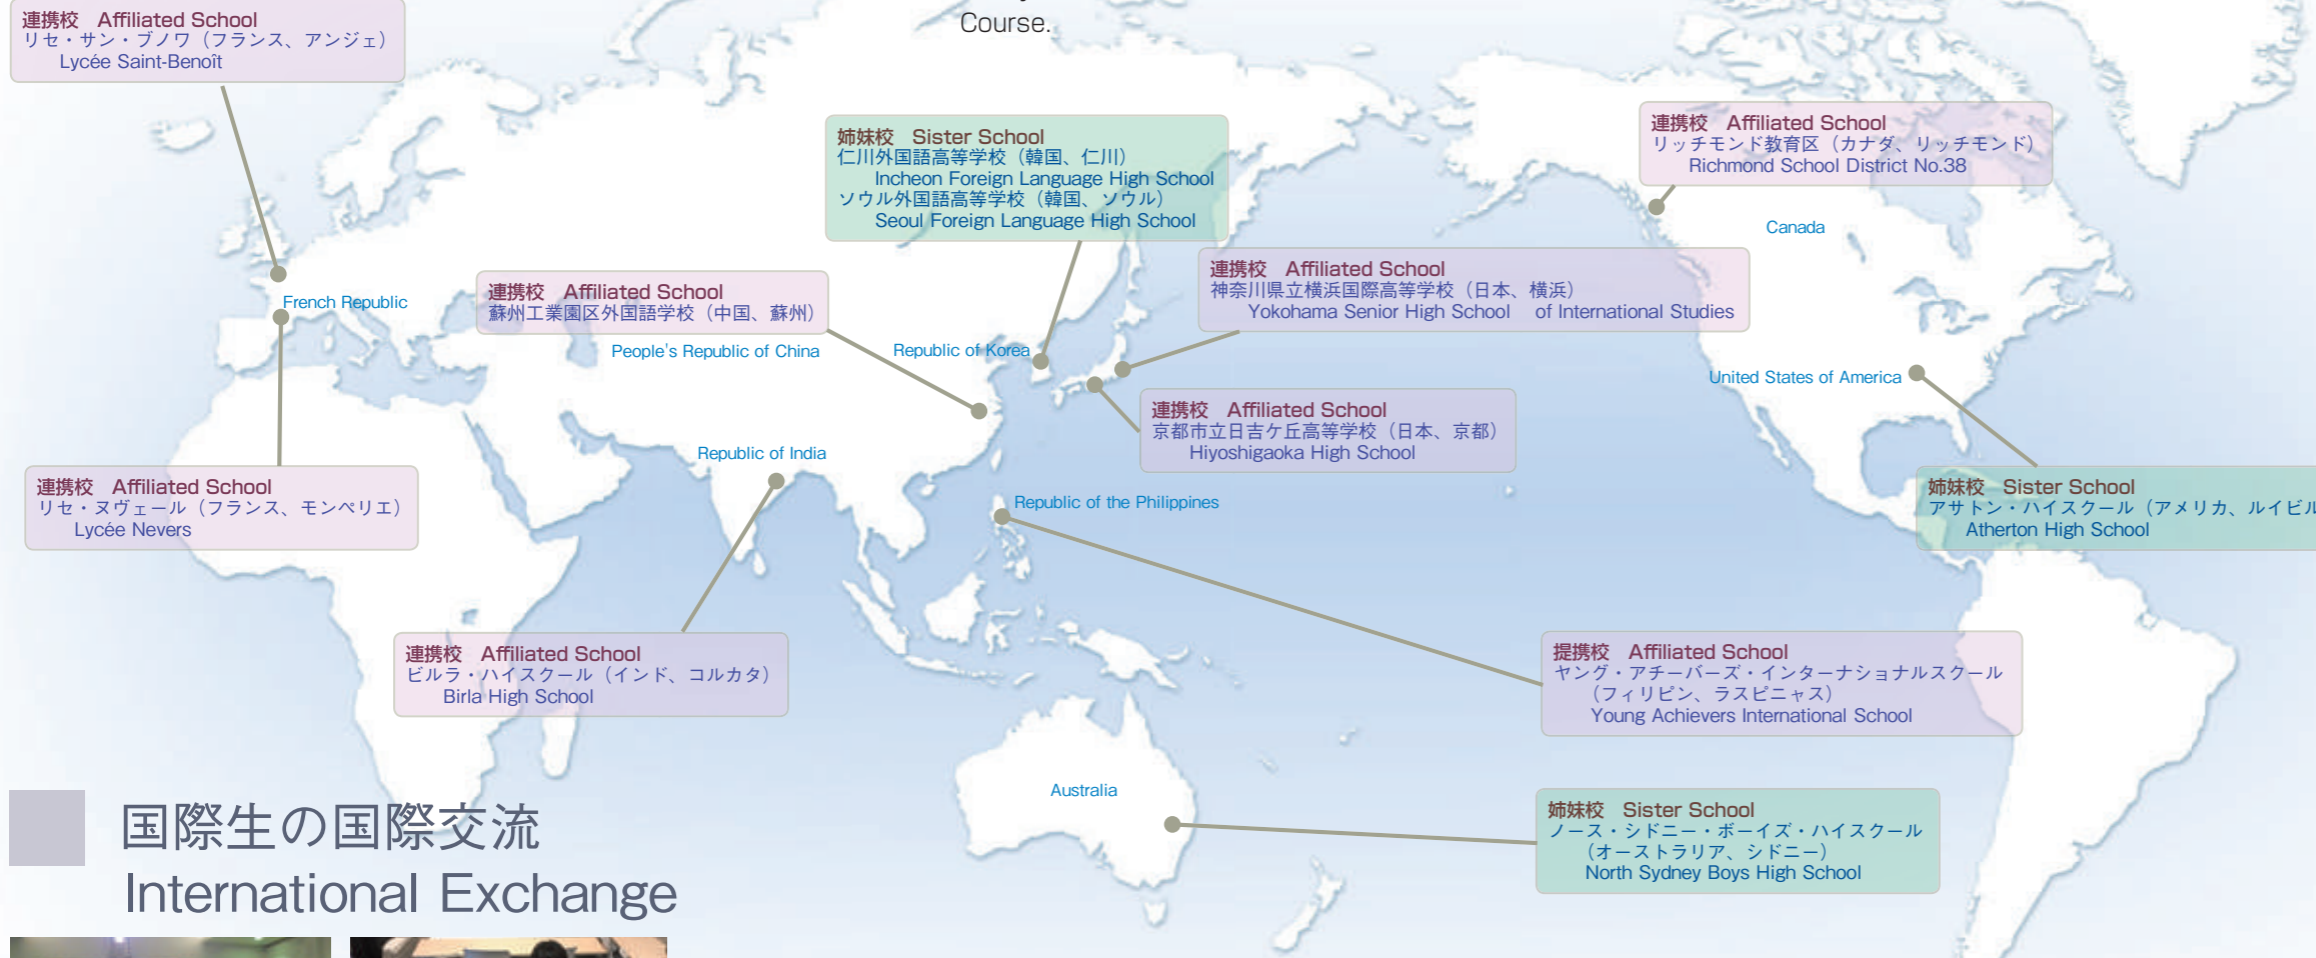 Course.
連携校 Affiliated School
リセ・サン・ブノワ（フランス、アンジェ）
Lycée Saint-Benoît
姉妹校 Sister School
仁川外国語高等学校（韓国、仁川）
Incheon Foreign Language High School
ソウル外国語高等学校（韓国、ソウル）
Seoul Foreign Language High School
連携校 Affiliated School
リッチモンド教育区（カナダ、リッチモンド）
Richmond School District No.38
Canada
連携校 Affiliated School
神奈川県立横浜国際高等学校（日本、横浜）
Yokohama Senior High School of International Studies
French Republic
連携校 Affiliated School
蘇州工業園区外国語学校（中国、蘇州）
People's Republic of China
Republic of Korea
United States of America
連携校 Affiliated School
京都市立日吉ケ丘高等学校（日本、京都）
Hiyoshigaoka High School
Republic of India
連携校 Affiliated School
リセ・ヌヴェール（フランス、モンペリエ）
Lycée Nevers
Republic of the Philippines
姉妹校 Sister School
アサトン・ハイスクール（アメリカ、ルイビル
Atherton High School
連携校 Affiliated School
ビルラ・ハイスクール（インド、コルカタ）
Birla High School
提携校 Affiliated School
ヤング・アチーバーズ・インターナショナルスクール
（フィリピン、ラスピニャス）
Young Achievers International School
Australia
姉妹校 Sister School
ノース・シドニー・ボーイズ・ハイスクール
（オーストラリア、シドニー）
North Sydney Boys High School
国際生の国際交流
International Exchange